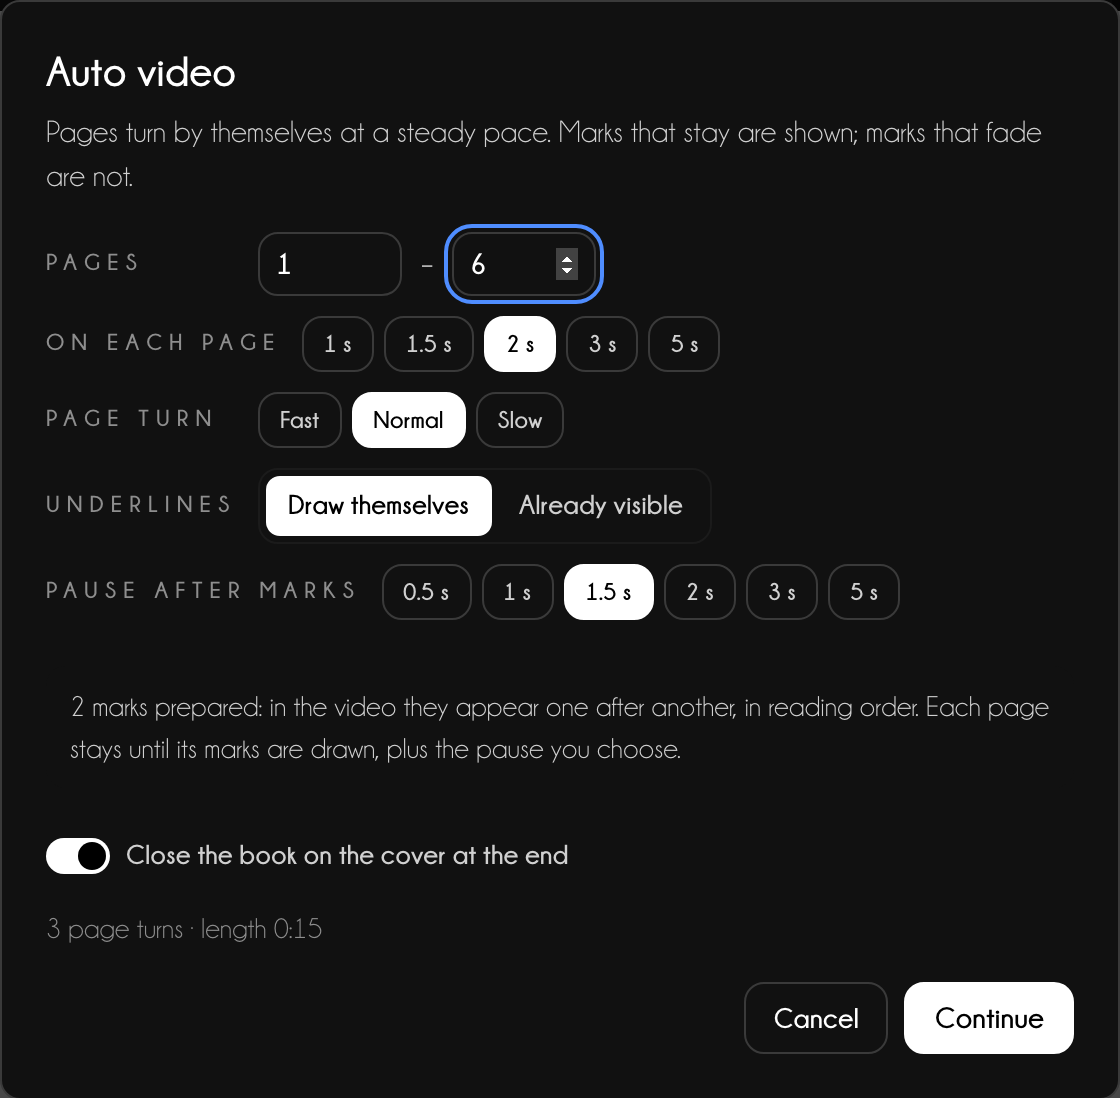 Auto video
Pages turn by themselves at a steady pace. Marks that stay are shown; marks that fade
are not.
PAGES 1 – 6
ON EACH PAGE 1 s 1.5 s 2 s 3 s 5 s
PAGE TURN Fast Normal Slow
UNDERLINES Draw themselves Already visible
PAUSE AFTER MARKS 0.5 s 1 s 1.5 s 2 s 3 s 5 s
2 marks prepared: in the video they appear one after another, in reading order. Each page
stays until its marks are drawn, plus the pause you choose.
Close the book on the cover at the end
3 page turns · length 0:15
Cancel Continue